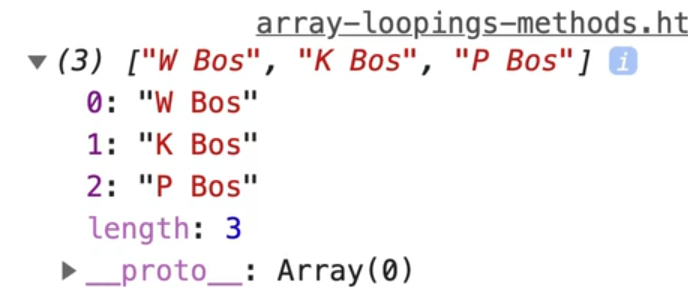 array-loopings-methods.ht
(3) ["W Bos", "K Bos", "P Bos"] i
0: "W Bos"
1: "K Bos"
2: "P Bos"
length: 3
__proto__: Array(0)